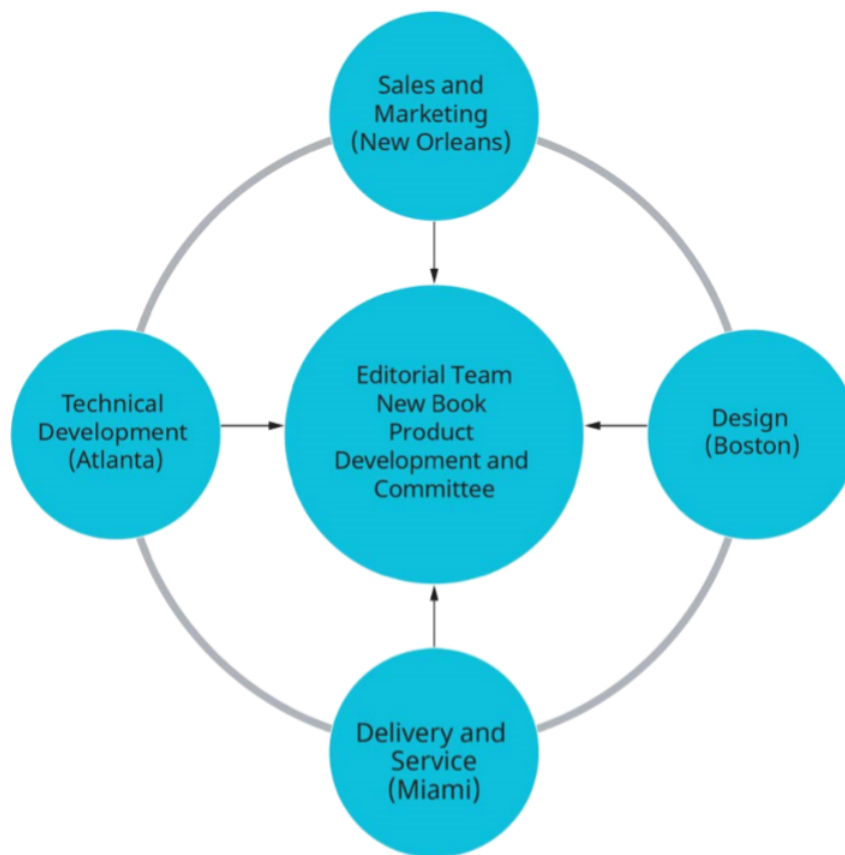 Sales and
Marketing
(New Orleans)
Technical
Development
(Atlanta)
Editorial Team
New Book
Product
Development and
Committee
Design
(Boston)
Delivery and
Service
(Miami)